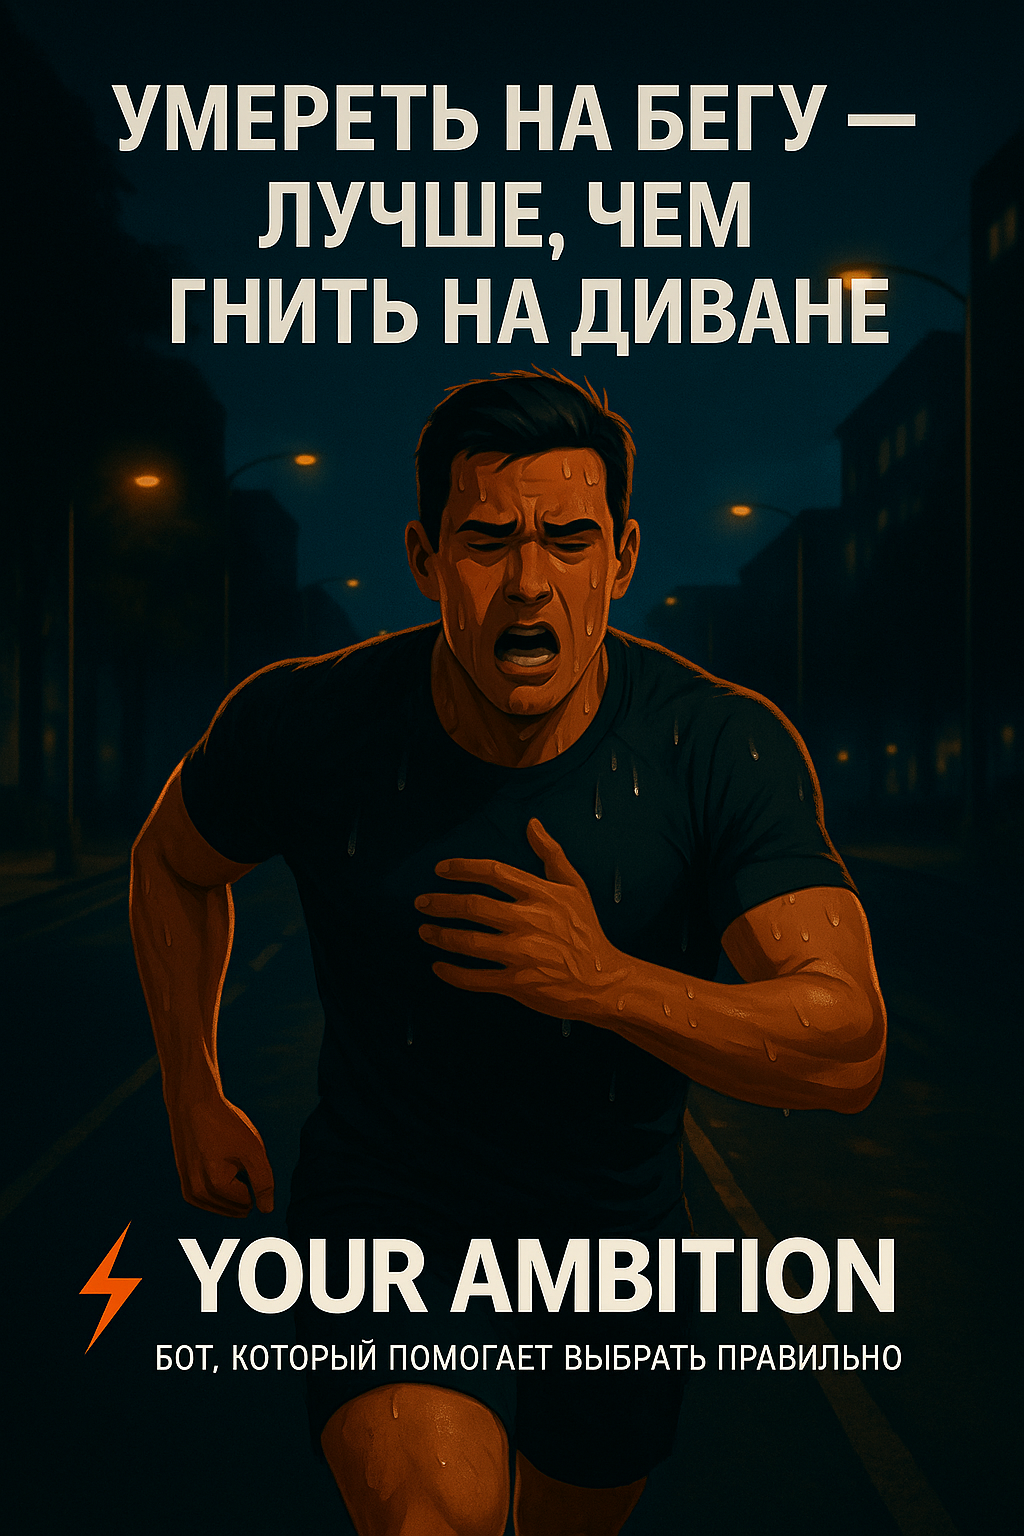 УМЕРЕТЬ НА БЕГУ —
ЛУЧШЕ, ЧЕМ
ГНИТЬ НА ДИВАНЕ
YOUR AMBITION
БОТ, КОТОРЫЙ ПОМОГАЕТ ВЫБРАТЬ ПРАВИЛЬНО